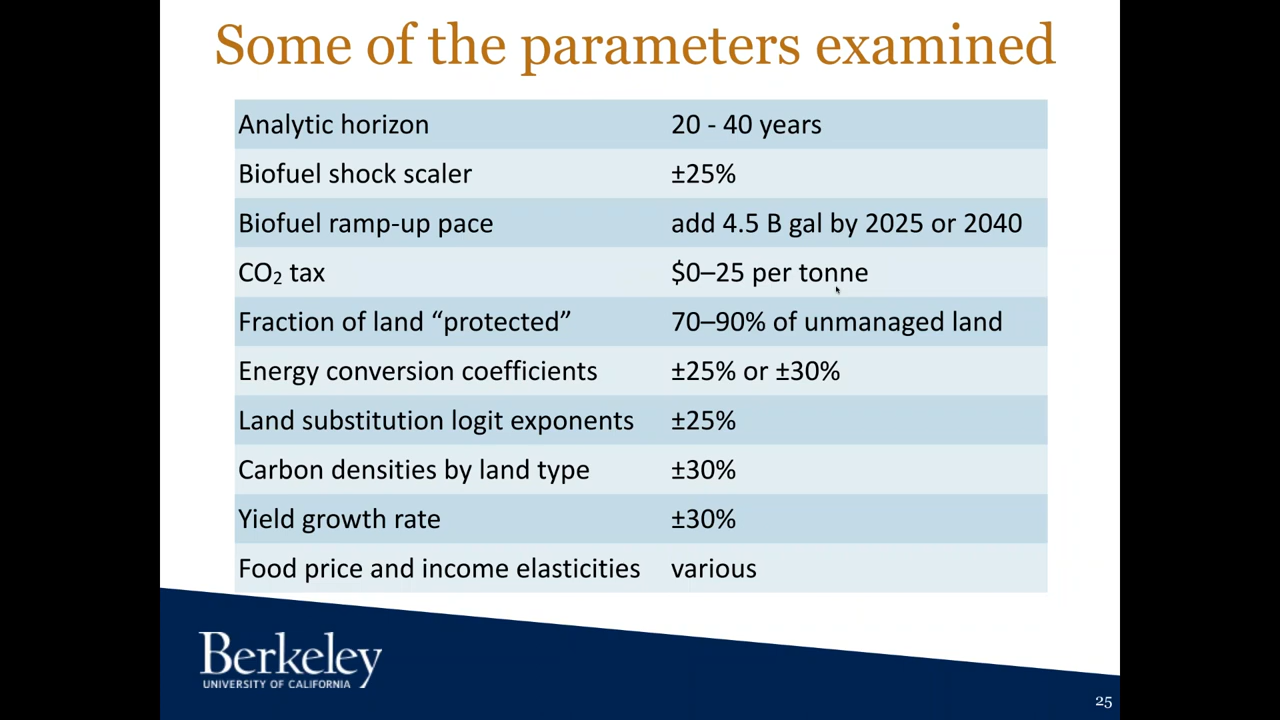 Some of the parameters examined
Analytic horizon 20 - 40 years
Biofuel shock scaler ±25%
Biofuel ramp-up pace add 4.5 B gal by 2025 or 2040
CO₂ tax $0–25 per tonne
Fraction of land “protected” 70–90% of unmanaged land
Energy conversion coefficients ±25% or ±30%
Land substitution logit exponents ±25%
Carbon densities by land type ±30%
Yield growth rate ±30%
Food price and income elasticities various
Berkeley
UNIVERSITY OF CALIFORNIA
25